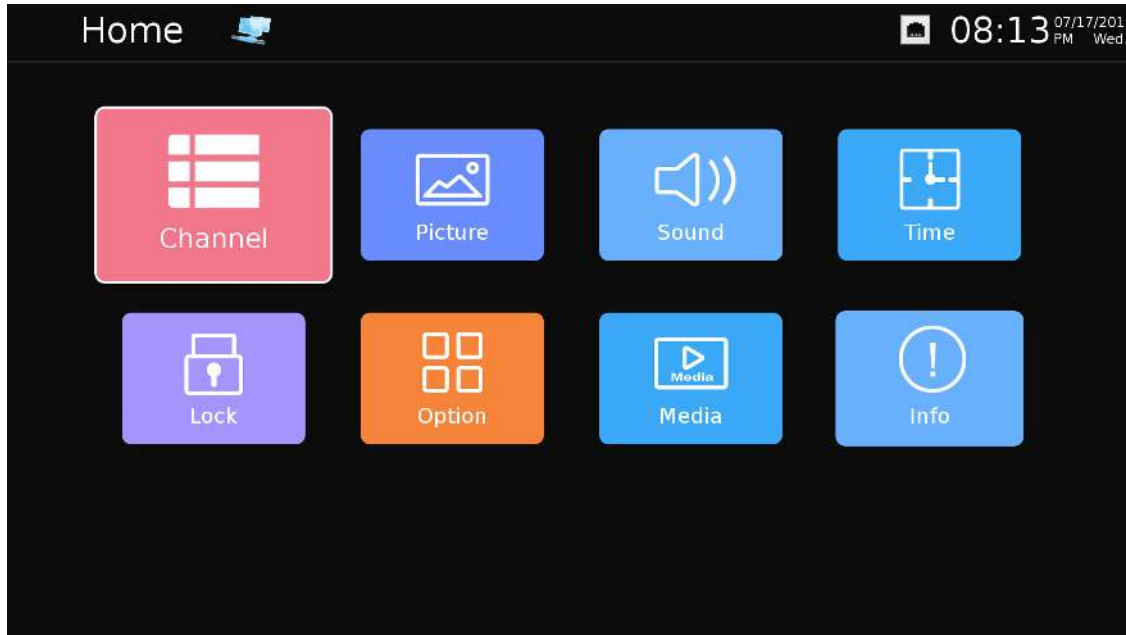 Home
08:13
07/17/201
PM Wed.
Channel
Picture
Sound
Time
Lock
Option
Media
Media
Info